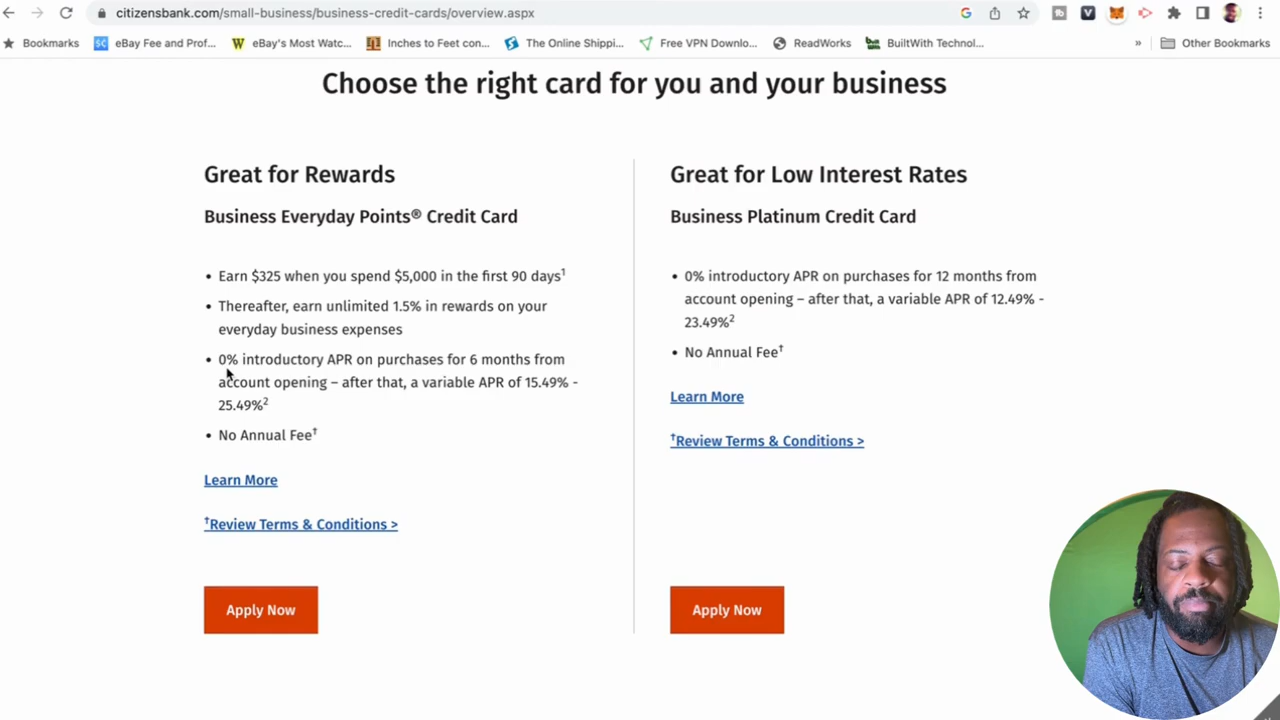 citizensbank.com/small-business/business-credit-cards/overview.aspx
Bookmarks
eBay Fee and Prof...
eBay's Most Watc...
Inches to Feet con...
The Online Shippi...
Free VPN Downlo...
ReadWorks
BuiltWith Technol...
»
Other Bookmarks
Choose the right card for you and your business
Great for Rewards
Business Everyday Points® Credit Card
• Earn $325 when you spend $5,000 in the first 90 days¹
• Thereafter, earn unlimited 1.5% in rewards on your
everyday business expenses
• 0% introductory APR on purchases for 6 months from
account opening – after that, a variable APR of 15.49% -
25.49%²
• No Annual Fee†
Learn More
†Review Terms & Conditions >
Apply Now
Great for Low Interest Rates
Business Platinum Credit Card
• 0% introductory APR on purchases for 12 months from
account opening – after that, a variable APR of 12.49% -
23.49%²
• No Annual Fee†
Learn More
†Review Terms & Conditions >
Apply Now